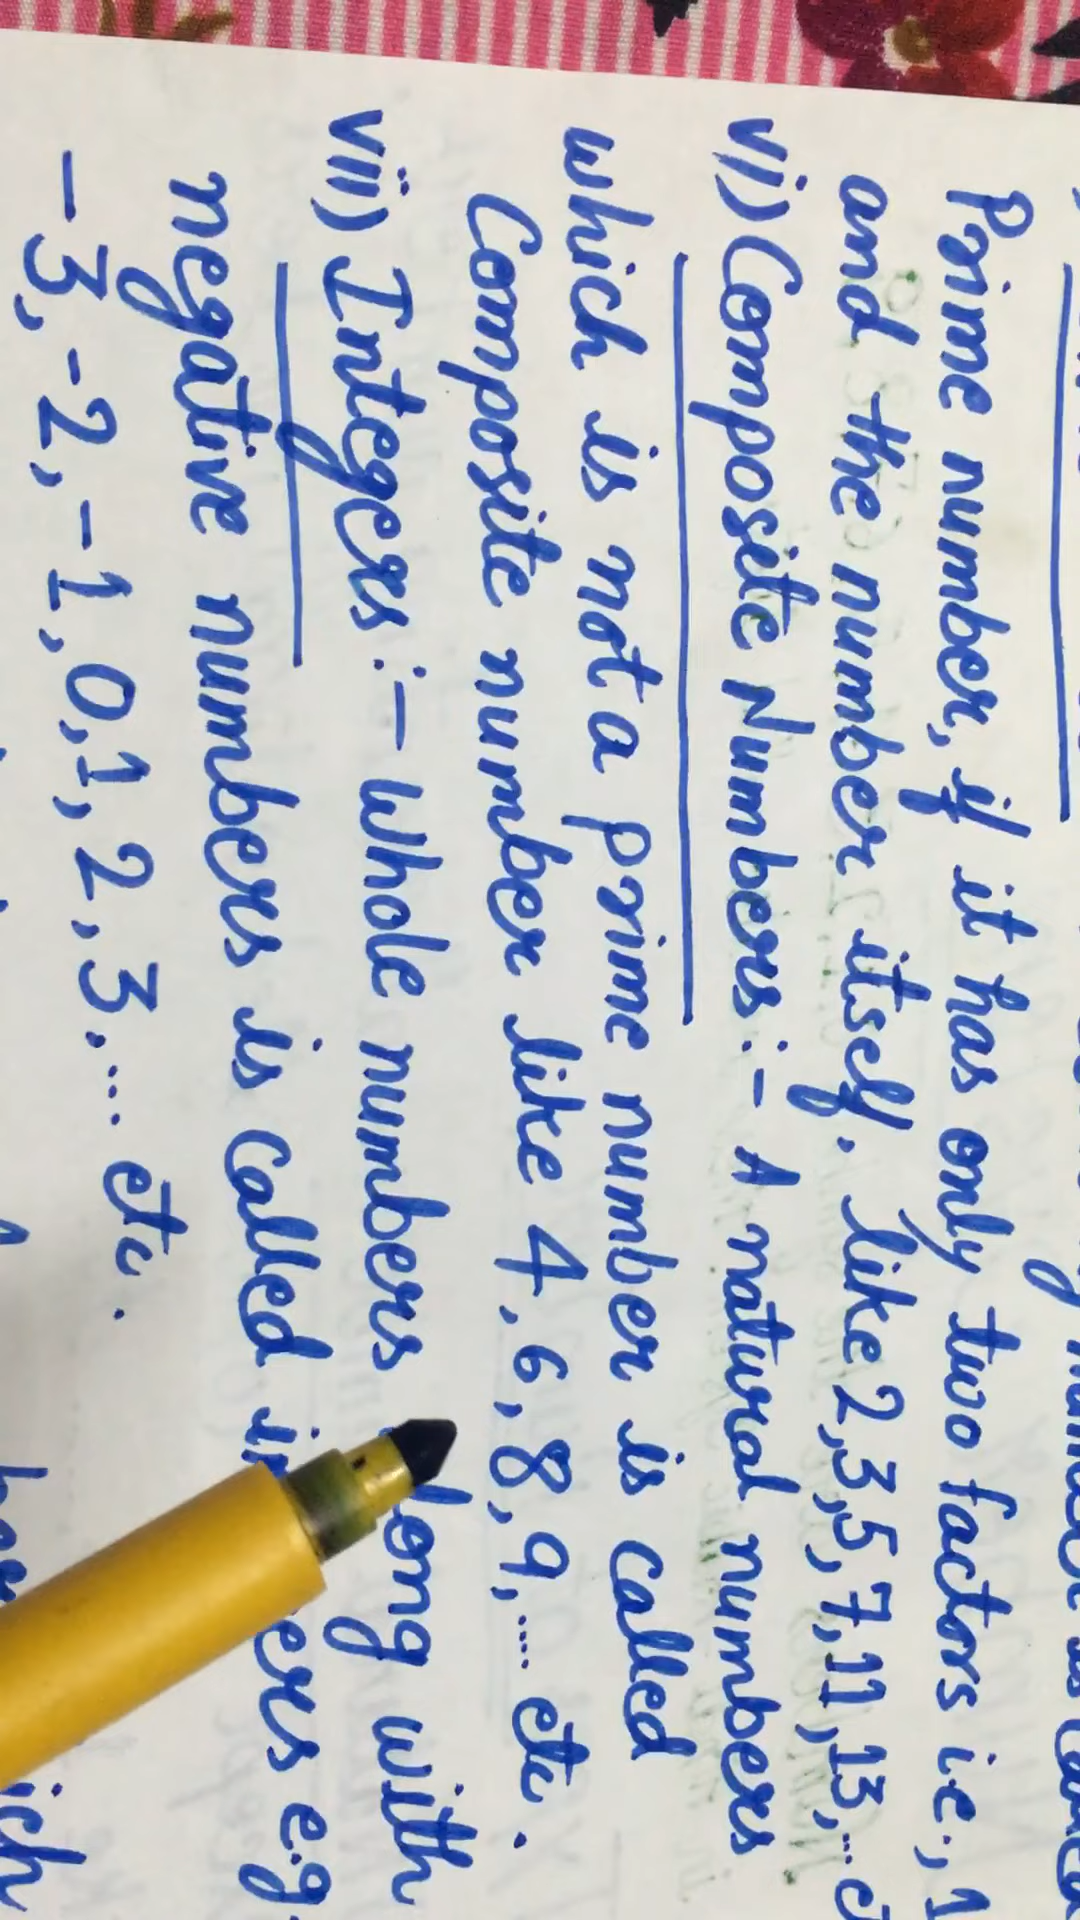 Prime number, if it has only two factors i.e., 1
and the number itself. like 2,3,5,7,11,13,...
vi) Composite Numbers :- A natural numbers
which is not a prime number is called
Composite number like 4, 6, 8, 9, .... etc.
vii) Integers :- whole numbers along with
negative numbers is called integers e.g.
-3, -2, -1, 0, 1, 2, 3 .... etc.